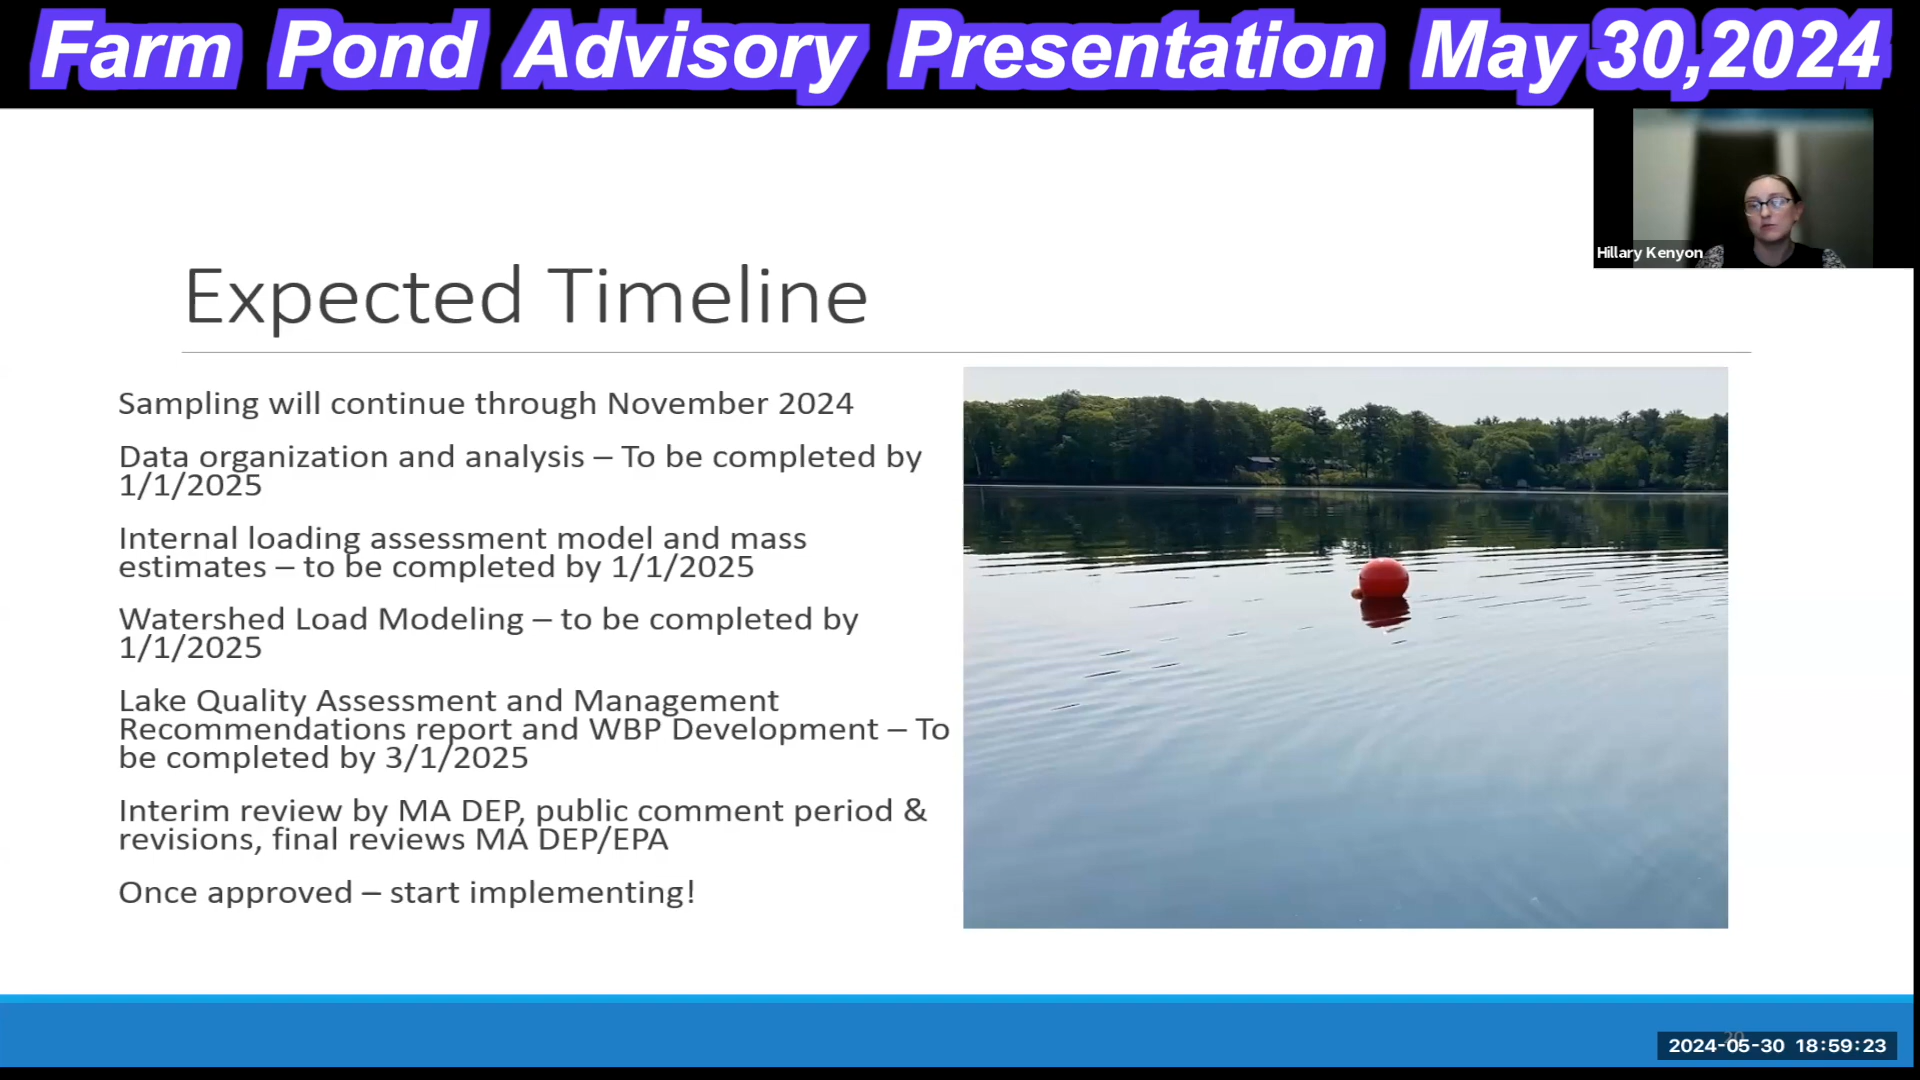 Farm Pond Advisory Presentation May 30,2024
Hillary Kenyon
Expected Timeline
Sampling will continue through November 2024
Data organization and analysis – To be completed by
1/1/2025
Internal loading assessment model and mass
estimates – to be completed by 1/1/2025
Watershed Load Modeling – to be completed by
1/1/2025
Lake Quality Assessment and Management
Recommendations report and WBP Development – To
be completed by 3/1/2025
Interim review by MA DEP, public comment period &
revisions, final reviews MA DEP/EPA
Once approved – start implementing!
2024-05-30 18:59:23